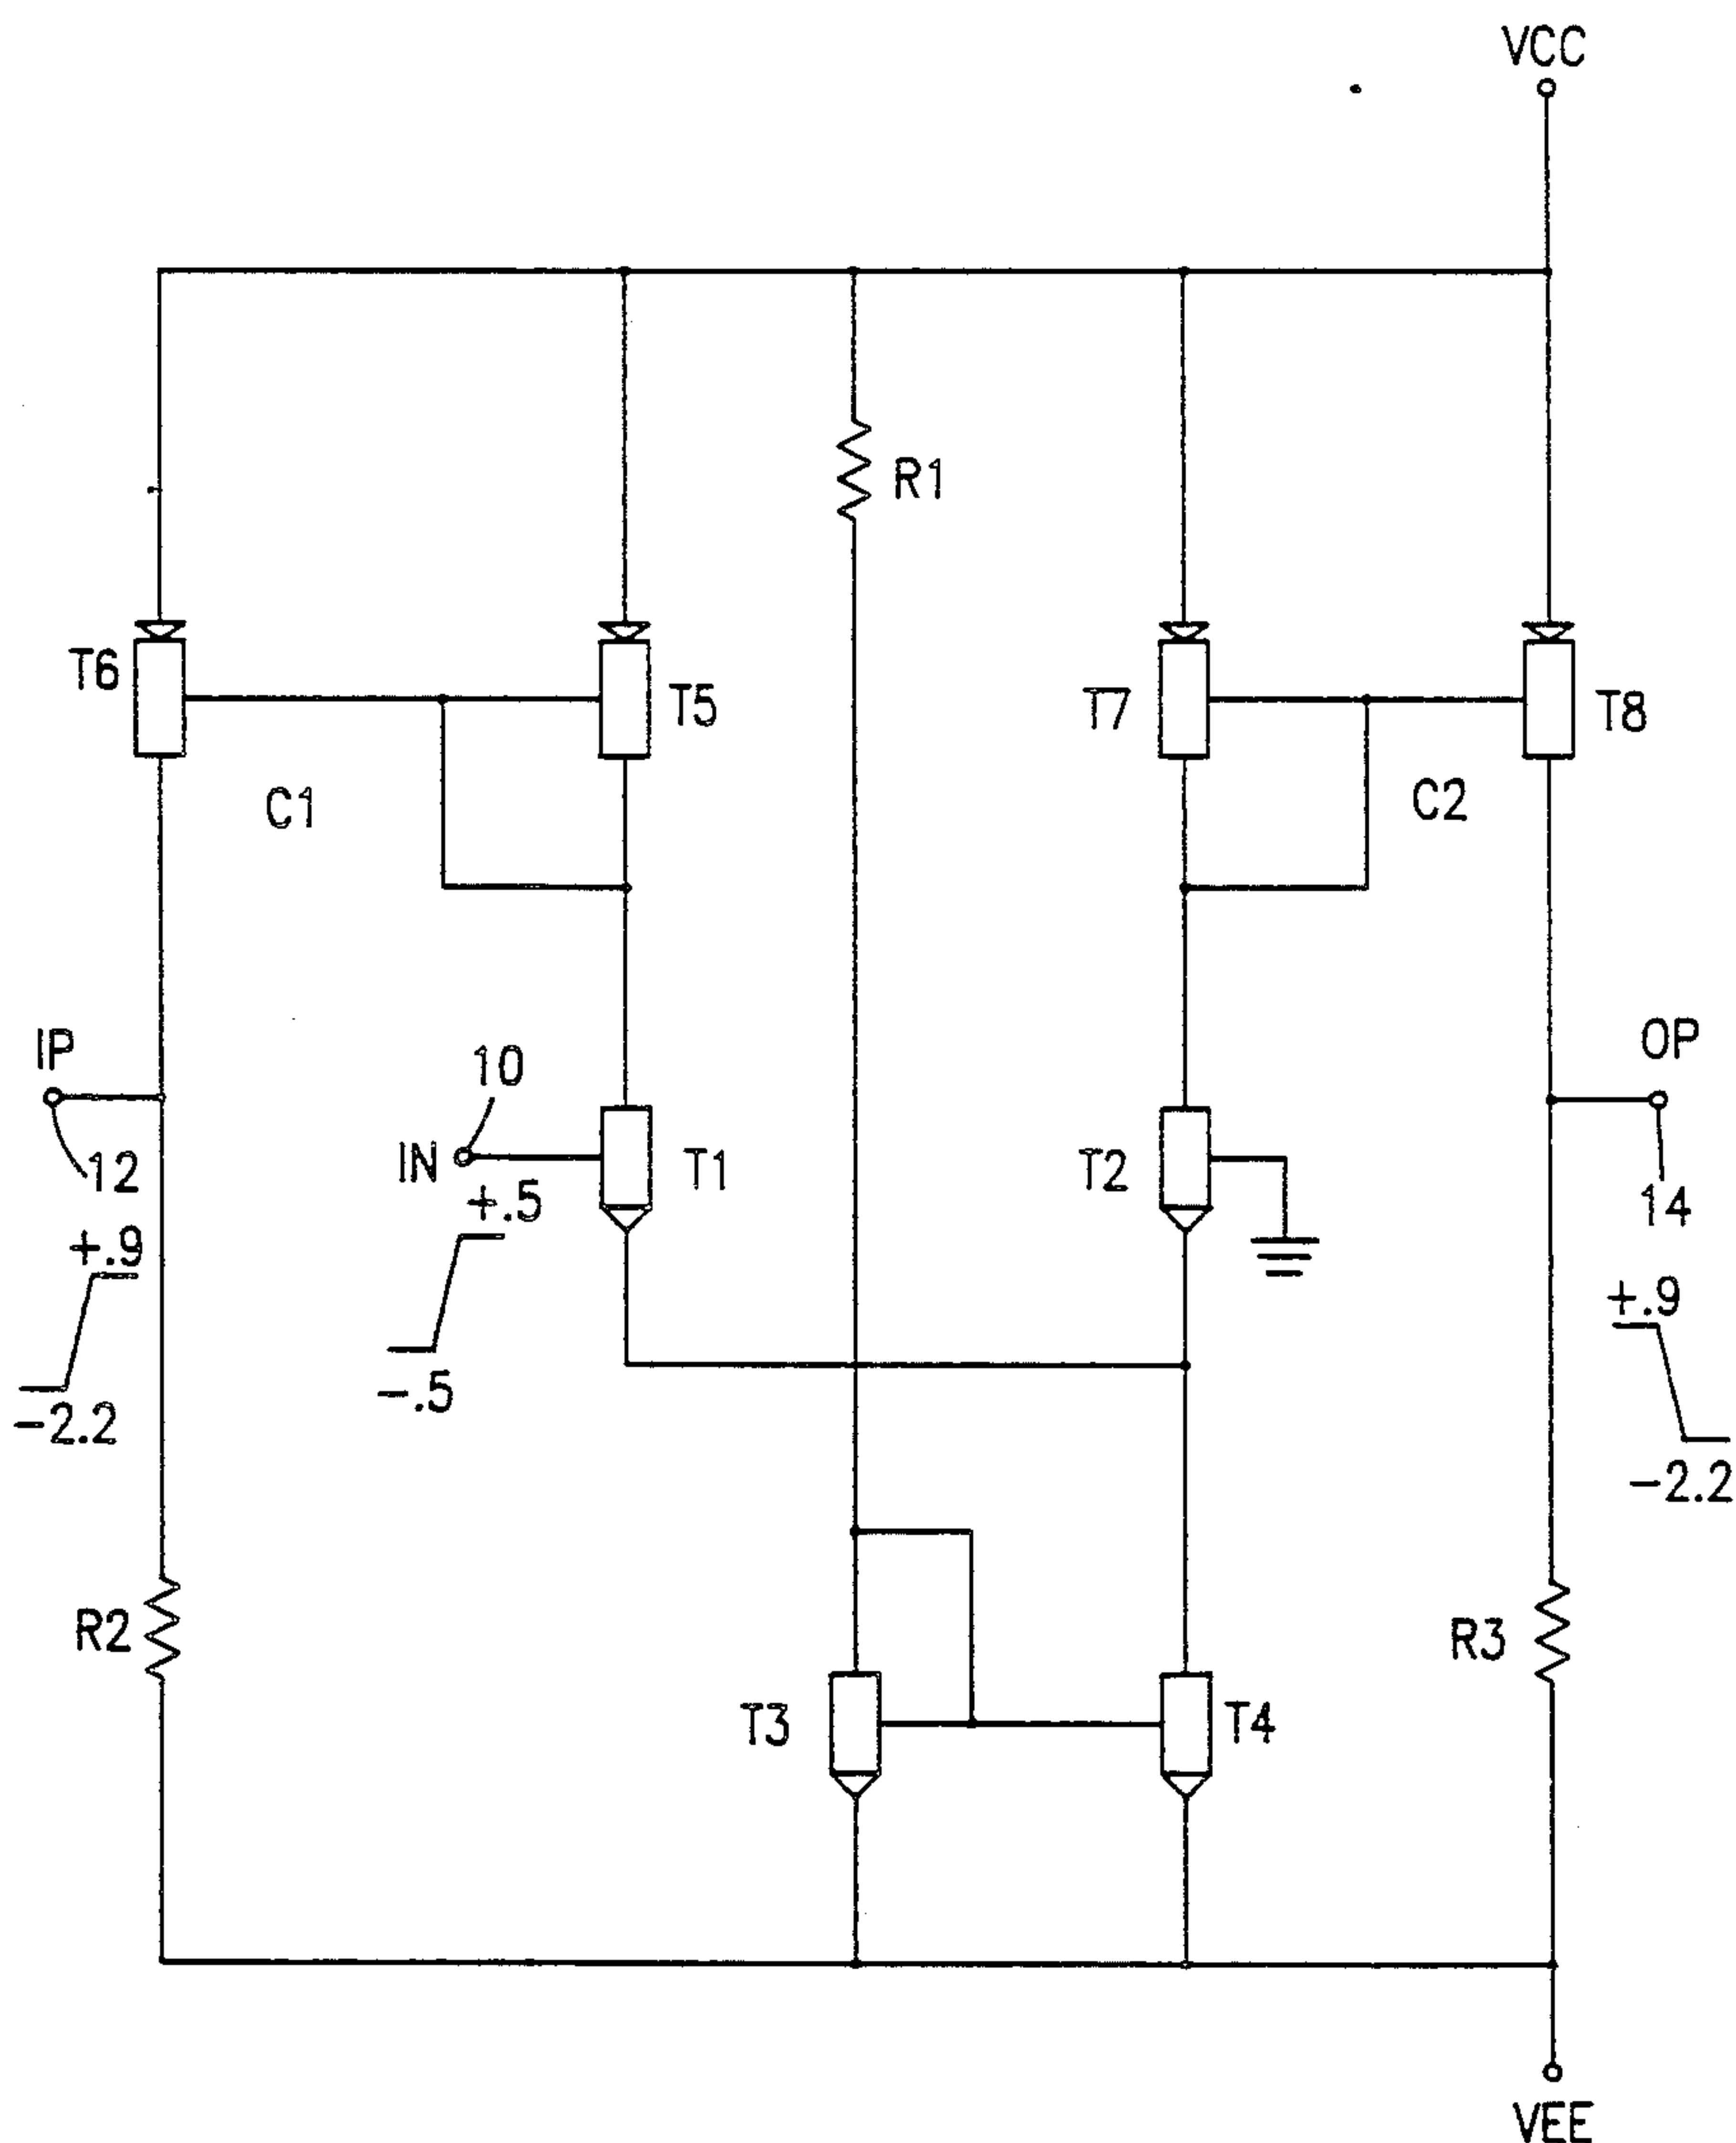 VCC
R1
T6
T5
T7
T8
C1
C2
IP
10
OP
12
IN
T1
T2
14
+.5
+.9
+.9
-.5
-2.2
-2.2
R2
R3
T3
T4
VEE